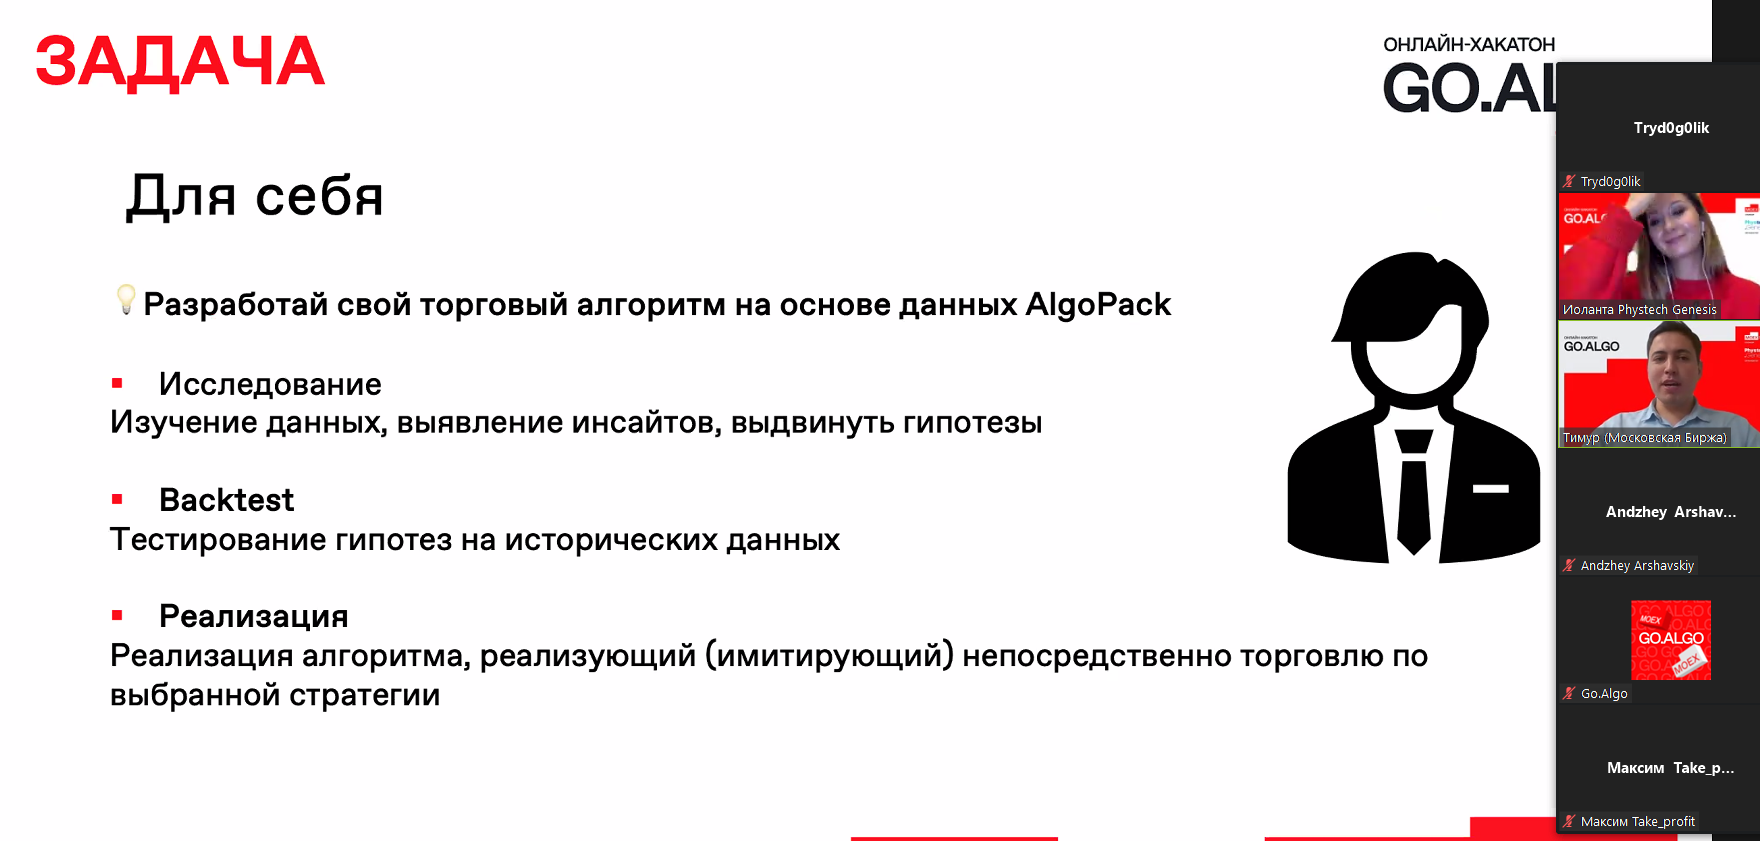 ЗАДАЧА
ОНЛАЙН-ХАКАТОН
GO.AL
Для себя
Разработай свой торговый алгоритм на основе данных AlgoPack
Исследование
Изучение данных, выявление инсайтов, выдвинуть гипотезы
Backtest
Тестирование гипотез на исторических данных
Реализация
Реализация алгоритма, реализующий (имитирующий) непосредственно торговлю по
выбранной стратегии
Tryd0g0lik
Tryd0g0lik
GO.ALG
Иоланта Phystech Genesis
GO.ALGO
Тимур (Московская Биржа)
Andzhey Arshav...
Andzhey Arshavskiy
MOEX
GO.ALGO
MOEX
Go.Algo
Максим Take_p...
Максим Take_profit